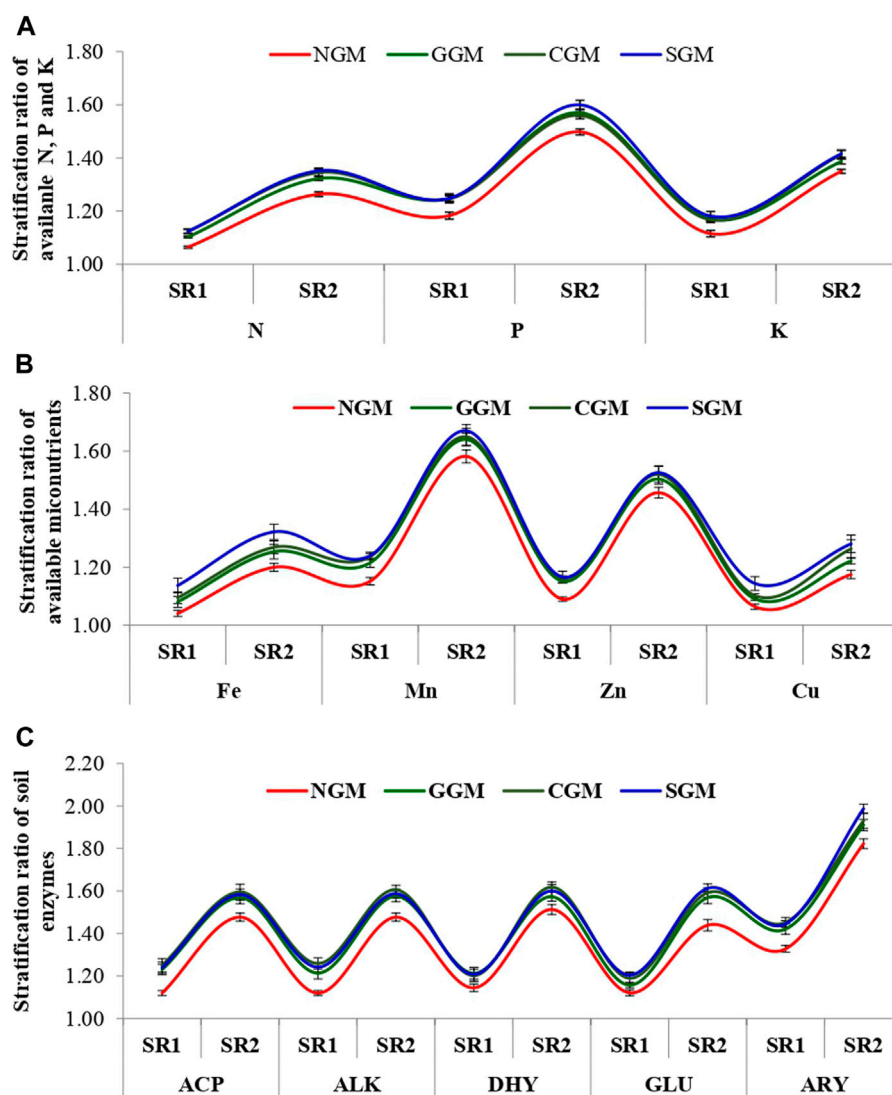 A
Stratification ratio of
availanle N, P and K
NGM GGM CGM SGM
1.80
1.60
1.40
1.20
1.00
SR1 SR2 SR1 SR2 SR1 SR2
N P K
B
Stratification ratio of
available miconutrients
NGM GGM CGM SGM
1.80
1.60
1.40
1.20
1.00
SR1 SR2 SR1 SR2 SR1 SR2 SR1 SR2
Fe Mn Zn Cu
C
Stratification ratio of soil
enzymes
NGM GGM CGM SGM
2.20
2.00
1.80
1.60
1.40
1.20
1.00
SR1 SR2 SR1 SR2 SR1 SR2 SR1 SR2 SR1 SR2
ACP ALK DHY GLU ARY